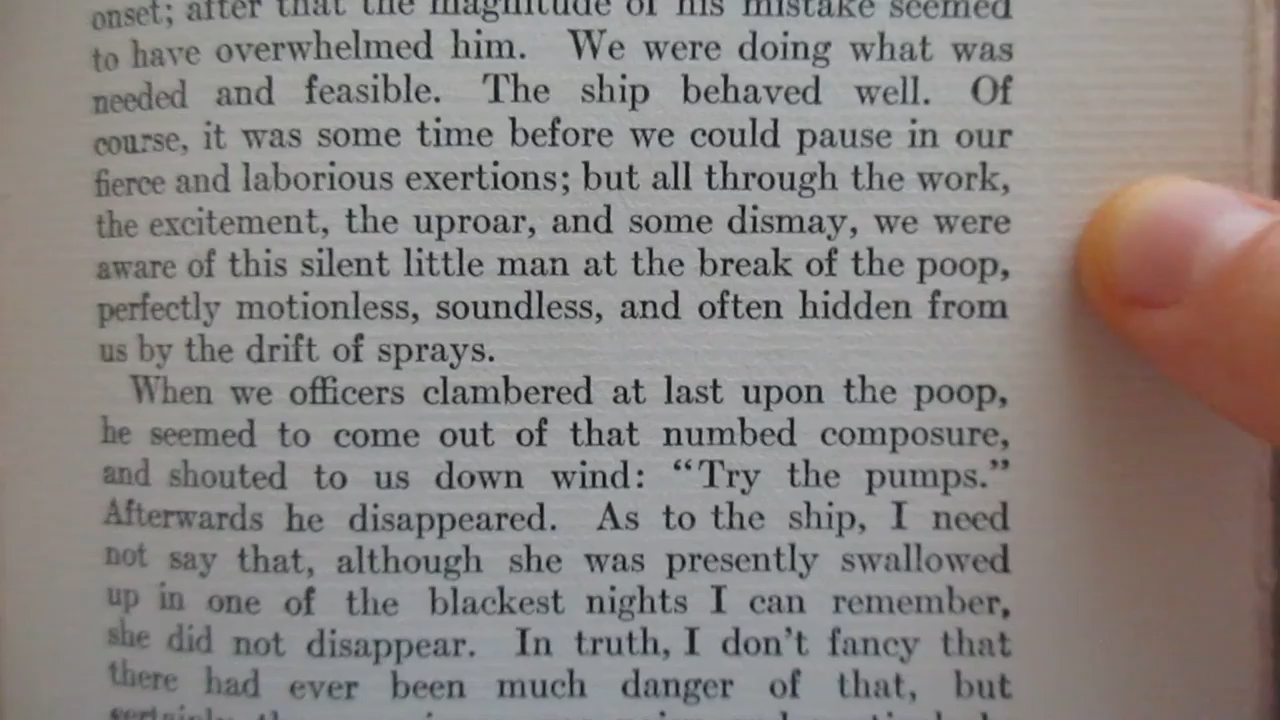 onset; after that the magnitude of his mistake seemed
to have overwhelmed him. We were doing what was
needed and feasible. The ship behaved well. Of
course, it was some time before we could pause in our
fierce and laborious exertions; but all through the work,
the excitement, the uproar, and some dismay, we were
aware of this silent little man at the break of the poop,
perfectly motionless, soundless, and often hidden from
us by the drift of sprays.
When we officers clambered at last upon the poop,
he seemed to come out of that numbed composure,
and shouted to us down wind: “Try the pumps.”
Afterwards he disappeared. As to the ship, I need
not say that, although she was presently swallowed
up in one of the blackest nights I can remember,
she did not disappear. In truth, I don’t fancy that
there had ever been much danger of that, but
certainly the